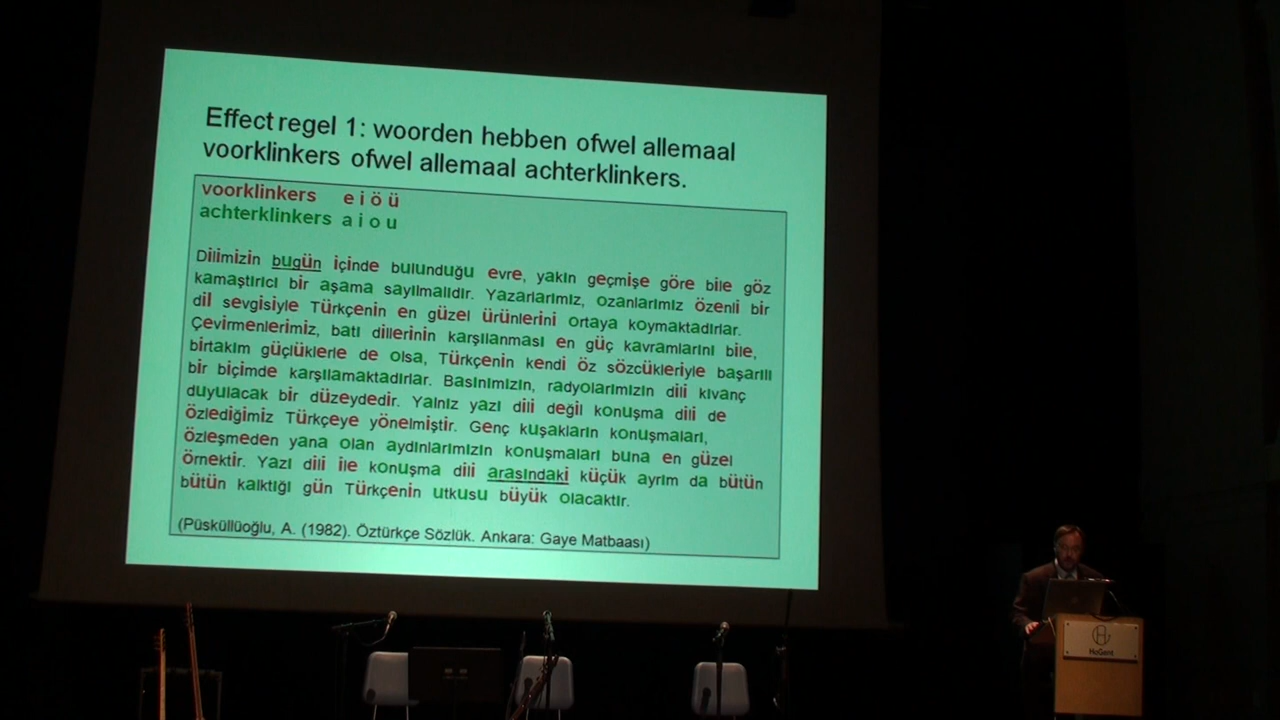 Effect regel 1: woorden hebben ofwel allemaal
voorklinkers ofwel allemaal achterklinkers.
voorklinkers e i ö ü
achterklinkers a ı o u
Dilimizin bugün içinde bulunduğu evre, yakın geçmişe göre bile göz
kamaştırıcı bir aşama sayılmalıdır. Yazarlarımız, ozanlarımız özenli bir
dil sevgisiyle Türkçenin en güzel ürünlerini ortaya koymaktadırlar.
Çevirmenlerimiz, batı dillerinin karşılanması en güç kavramlarını bile,
birtakım güçlüklerle de olsa, Türkçenin kendi öz sözcükleriyle başarılı
bir biçimde karşılamaktadırlar. Basınımızın, radyolarımızın dili kıvanç
duyulacak bir düzeydedir. Yalnız yazı dili değil konuşma dili de
özlediğimiz Türkçeye yönelmiştir. Genç kuşakların konuşmaları,
özleşmeden yana olan aydınlarımızın konuşmaları buna en güzel
örnektir. Yazı dili ile konuşma dili arasındaki küçük ayrım da bütün
bütün kalktığı gün Türkçenin utkusu büyük olacaktır.
(Püsküllüoğlu, A. (1982). Öztürkçe Sözlük. Ankara: Gaye Matbaası)
HoGent